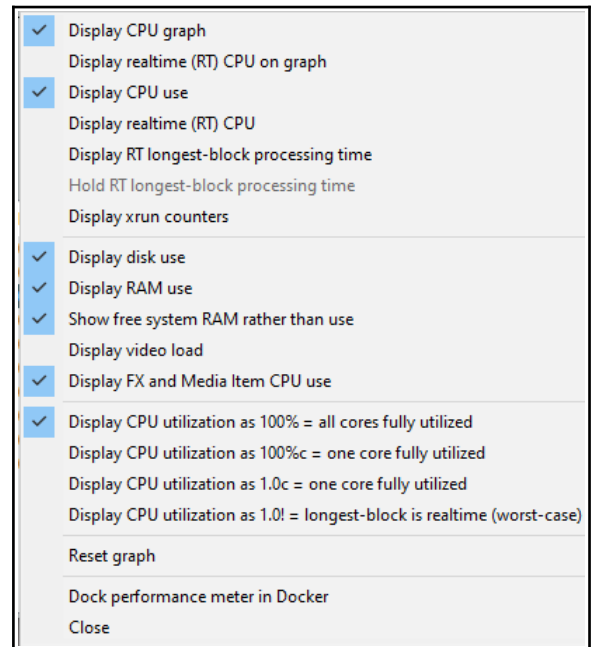 Display CPU graph
Display realtime (RT) CPU on graph
Display CPU use
Display realtime (RT) CPU
Display RT longest-block processing time
Hold RT longest-block processing time
Display xrun counters
Display disk use
Display RAM use
Show free system RAM rather than use
Display video load
Display FX and Media Item CPU use
Display CPU utilization as 100% = all cores fully utilized
Display CPU utilization as 100%c = one core fully utilized
Display CPU utilization as 1.0c = one core fully utilized
Display CPU utilization as 1.0! = longest-block is realtime (worst-case)
Reset graph
Dock performance meter in Docker
Close